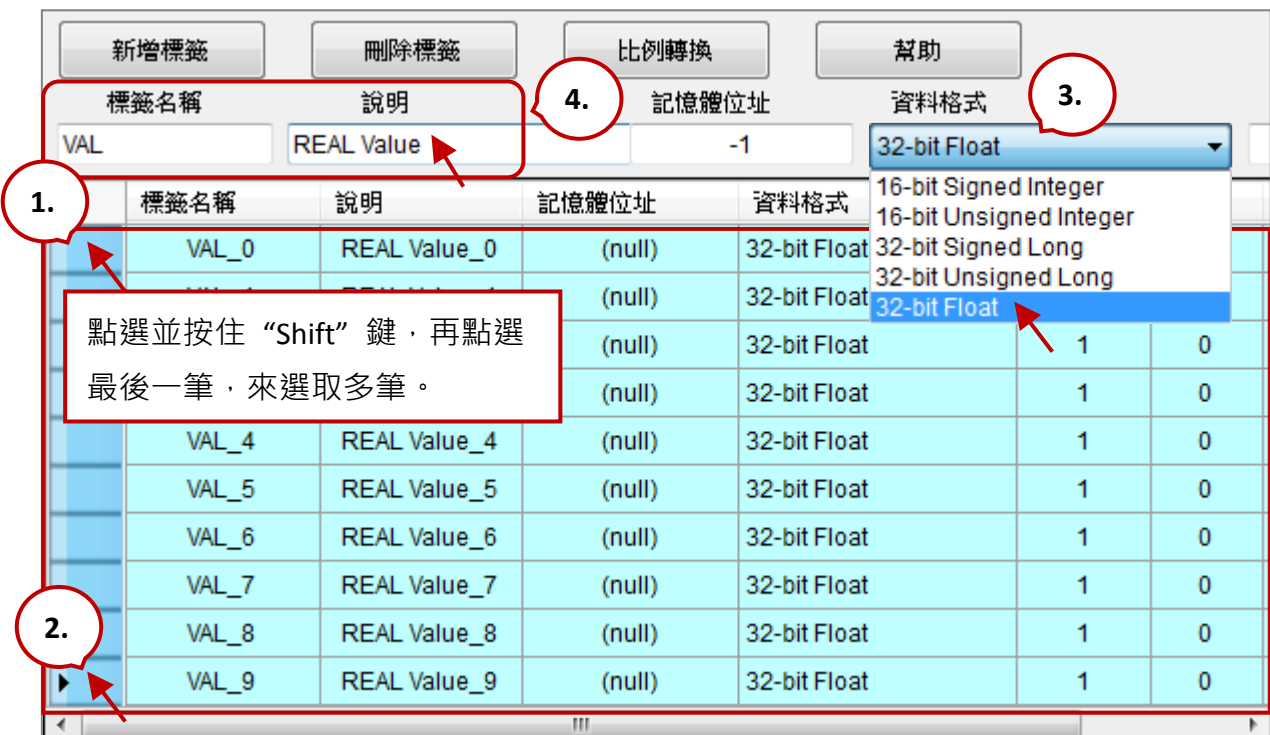 新增標籤 刪除標籤 比例轉換 幫助
標籤名稱 說明 4. 記憶體位址 資料格式 3.
VAL REAL Value -1 32-bit Float
16-bit Signed Integer
16-bit Unsigned Integer
32-bit Signed Long
32-bit Unsigned Long
32-bit Float
1.
標籤名稱 說明 記憶體位址 資料格式
VAL_0 REAL Value_0 (null) 32-bit Float
(null) 32-bit Float
點選並按住 “Shift” 鍵，再點選
最後一筆，來選取多筆。
(null) 32-bit Float 1 0
(null) 32-bit Float 1 0
VAL_4 REAL Value_4 (null) 32-bit Float 1 0
VAL_5 REAL Value_5 (null) 32-bit Float 1 0
VAL_6 REAL Value_6 (null) 32-bit Float 1 0
VAL_7 REAL Value_7 (null) 32-bit Float 1 0
2.
VAL_8 REAL Value_8 (null) 32-bit Float 1 0
VAL_9 REAL Value_9 (null) 32-bit Float 1 0